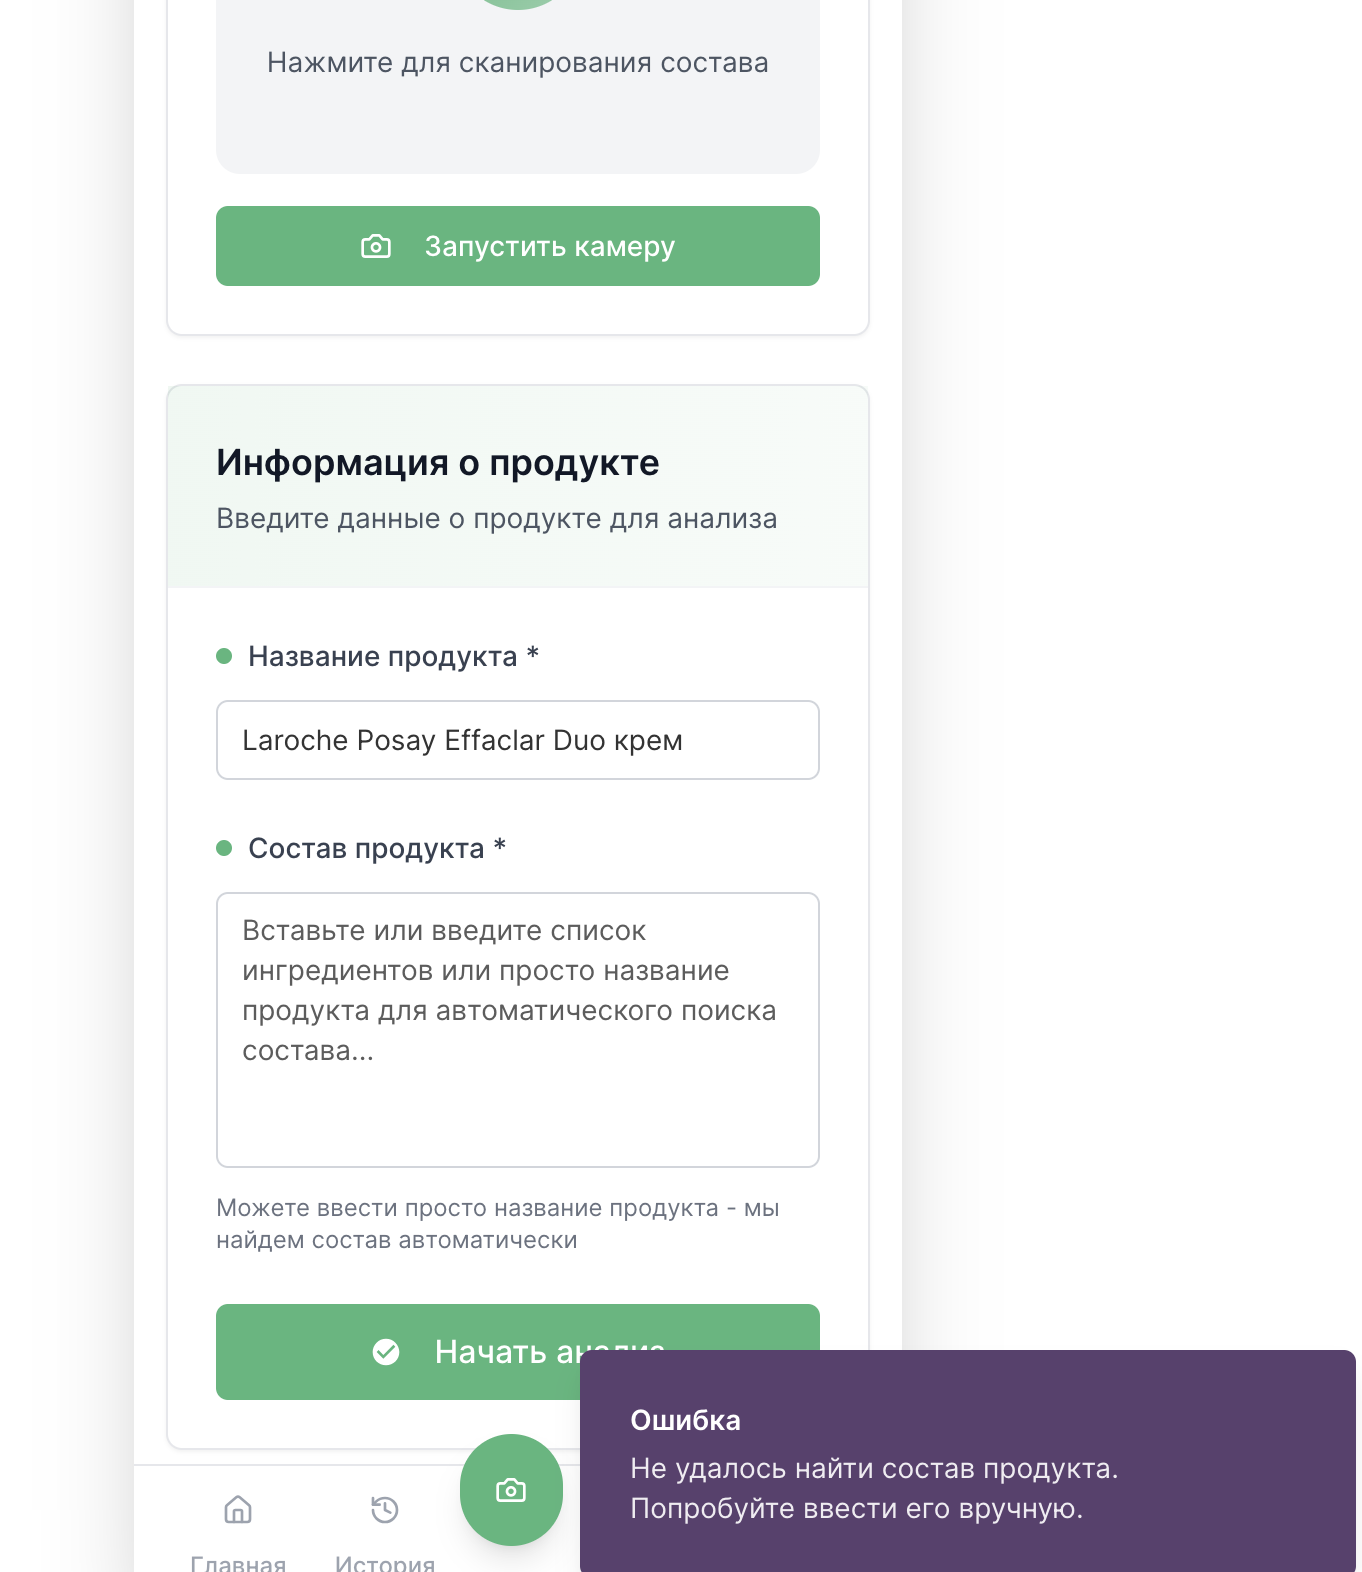 Нажмите для сканирования состава
Запустить камеру
Информация о продукте
Введите данные о продукте для анализа
Название продукта *
Laroche Posay Effaclar Duo крем
Состав продукта *
Вставьте или введите список
ингредиентов или просто название
продукта для автоматического поиска
состава...
Можете ввести просто название продукта - мы
найдем состав автоматически
Начать анализ
Ошибка
Не удалось найти состав продукта.
Попробуйте ввести его вручную.
Главная
История